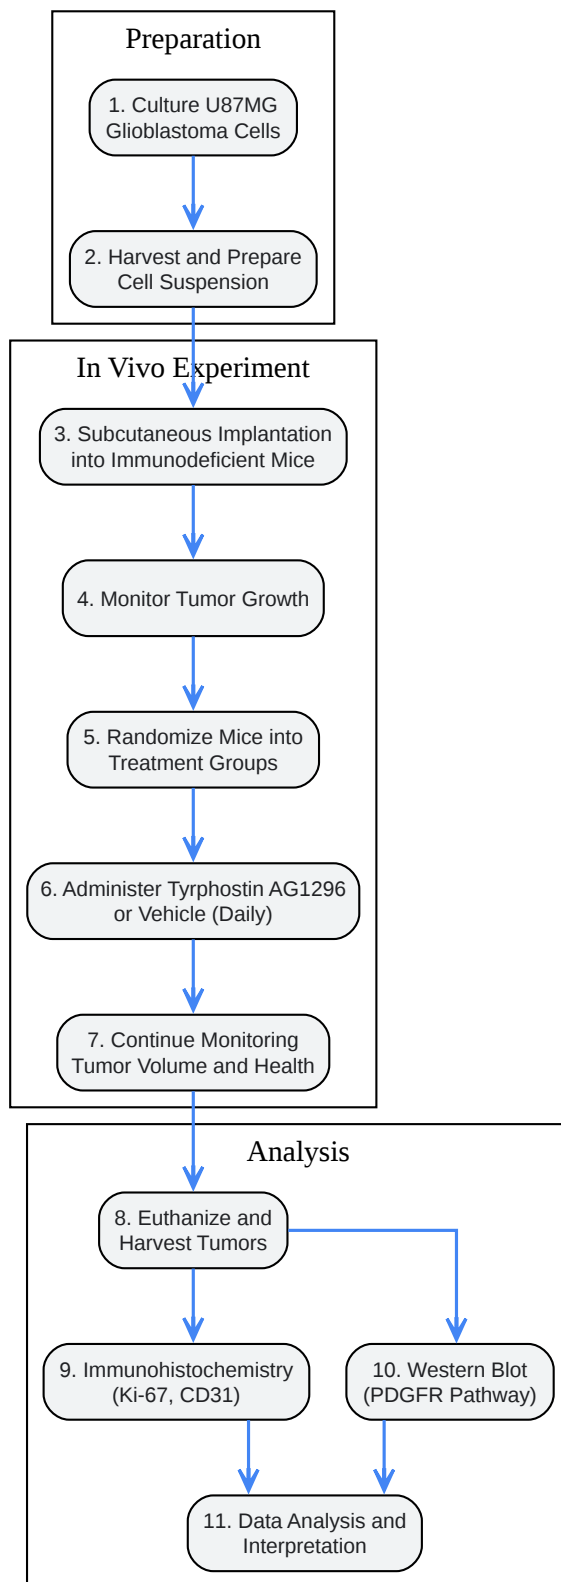 Preparation
1. Culture U87MG
Glioblastoma Cells
2. Harvest and Prepare
Cell Suspension
In Vivo Experiment
3. Subcutaneous Implantation
into Immunodeficient Mice
4. Monitor Tumor Growth
5. Randomize Mice into
Treatment Groups
6. Administer Tyrphostin AG1296
or Vehicle (Daily)
7. Continue Monitoring
Tumor Volume and Health
Analysis
8. Euthanize and
Harvest Tumors
9. Immunohistochemistry
(Ki-67, CD31)
10. Western Blot
(PDGFR Pathway)
11. Data Analysis and
Interpretation